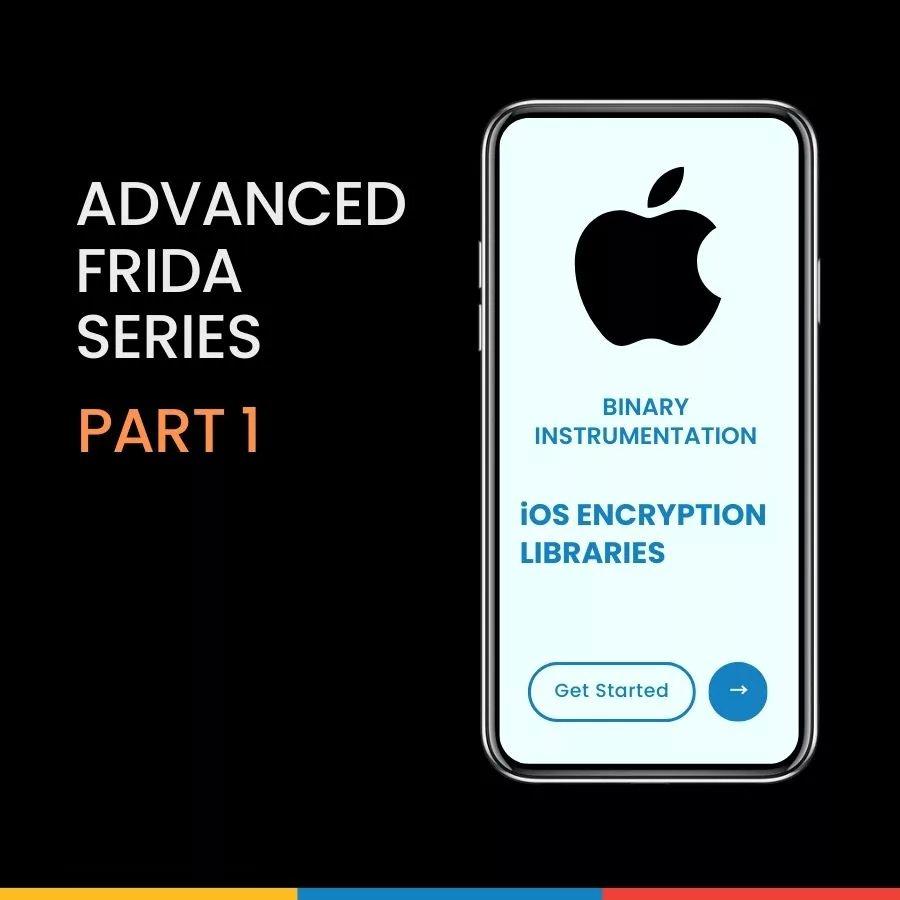 ADVANCED
FRIDA
SERIES
PART 1
BINARY
INSTRUMENTATION
iOS ENCRYPTION
LIBRARIES
Get Started →